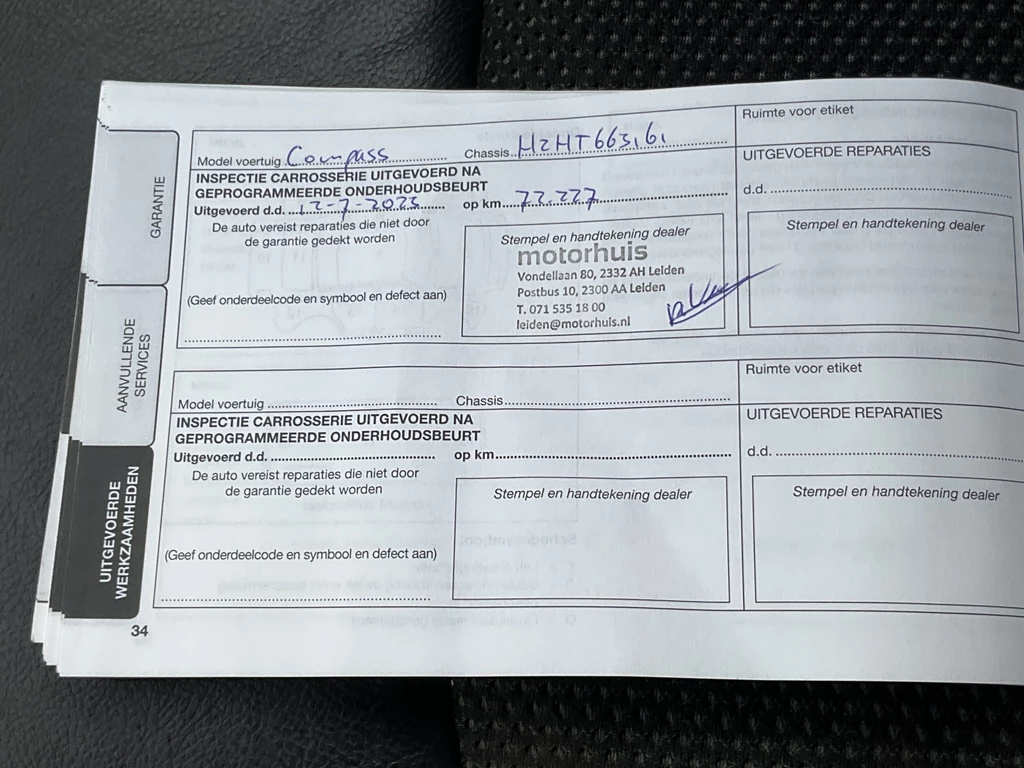 GARANTIE
AANVULLENDE
SERVICES
UITGEVOERDE
WERKZAAMHEDEN
Model voertuig Compass Chassis
INSPECTIE CARROSSERIE UITGEVOERD NA
GEPROGRAMMEERDE ONDERHOUDSBEURT
Uitgevoerd d.d. 12-7-2023 op km
De auto vereist reparaties die niet door
de garantie gedekt worden
(Geef onderdeelcode en symbool en defect aan)
Stempel en handtekening dealer
motorhuis
Vondellaan 80, 2332 AH Leiden
Postbus 10, 2300 AA Leiden
T. 071 535 18 00
leiden@motorhuis.nl
Ruimte voor etiket
UITGEVOERDE REPARATIES
d.d.
Stempel en handtekening dealer
Model voertuig Chassis
INSPECTIE CARROSSERIE UITGEVOERD NA
GEPROGRAMMEERDE ONDERHOUDSBEURT
Uitgevoerd d.d. op km
De auto vereist reparaties die niet door
de garantie gedekt worden
(Geef onderdeelcode en symbool en defect aan)
Stempel en handtekening dealer
Ruimte voor etiket
UITGEVOERDE REPARATIES
d.d.
Stempel en handtekening dealer
34